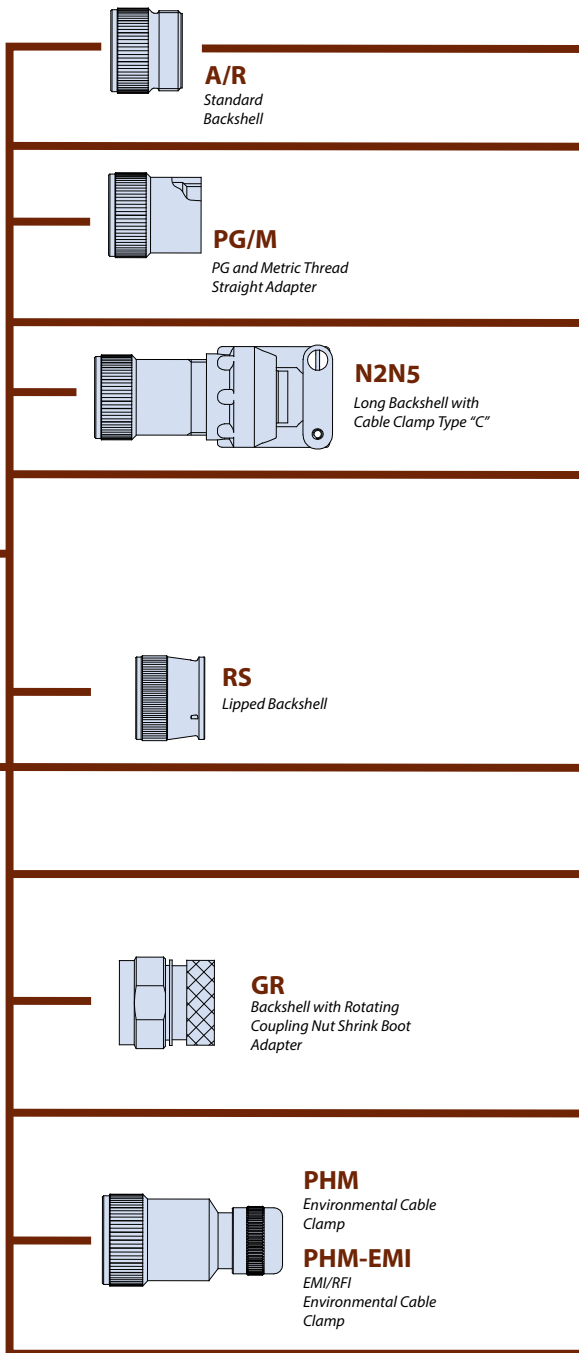 A/R
Standard
Backshell
PG/M
PG and Metric Thread
Straight Adapter
N2N5
Long Backshell with
Cable Clamp Type “C”
RS
Lipped Backshell
GR
Backshell with Rotating
Coupling Nut Shrink Boot
Adapter
PHM
Environmental Cable
Clamp
PHM-EMI
EMI/RFI
Environmental Cable
Clamp